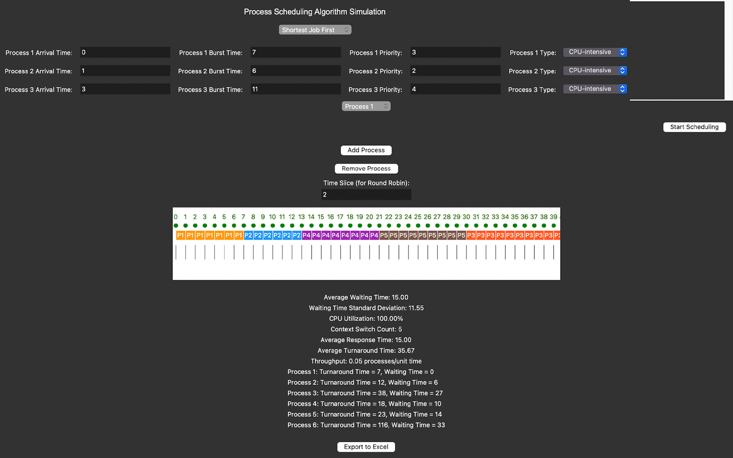 Process Scheduling Algorithm Simulation
Shortest Job First
Process 1 Arrival Time: 0 Process 1 Burst Time: 7 Process 1 Priority: 3 Process 1 Type: CPU-intensive
Process 2 Arrival Time: 1 Process 2 Burst Time: 6 Process 2 Priority: 2 Process 2 Type: CPU-intensive
Process 3 Arrival Time: 3 Process 3 Burst Time: 11 Process 3 Priority: 4 Process 3 Type: CPU-intensive
Process 1
Start Scheduling
Add Process
Remove Process
Time Slice (for Round Robin):
2
0 1 2 3 4 5 6 7 8 9 10 11 12 13 14 15 16 17 18 19 20 21 22 23 24 25 26 27 28 29 30 31 32 33 34 35 36 37 38 39
P1 P1 P1 P1 P1 P1 P1 P2 P2 P2 P2 P2 P2 P4 P4 P4 P4 P4 P4 P4 P4 P5 P5 P5 P5 P5 P5 P5 P5 P5 P3 P3 P3 P3 P3 P3 P3 P3 P3
Average Waiting Time: 15.00
Waiting Time Standard Deviation: 11.55
CPU Utilization: 100.00%
Context Switch Count: 5
Average Response Time: 15.00
Average Turnaround Time: 35.67
Throughput: 0.05 processes/unit time
Process 1: Turnaround Time = 7, Waiting Time = 0
Process 2: Turnaround Time = 12, Waiting Time = 6
Process 3: Turnaround Time = 38, Waiting Time = 27
Process 4: Turnaround Time = 18, Waiting Time = 10
Process 5: Turnaround Time = 23, Waiting Time = 14
Process 6: Turnaround Time = 116, Waiting Time = 33
Export to Excel